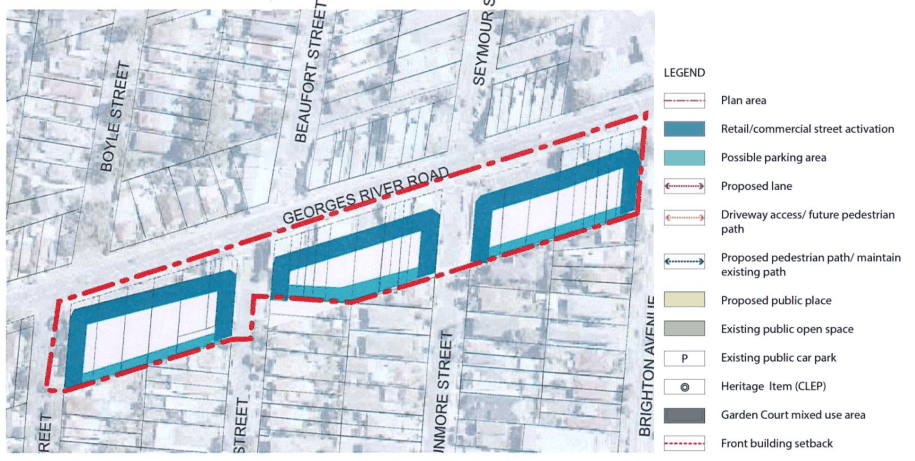 BOYLE STREET
BEAUFORT STREET
SEYMOUR S
GEORGES RIVER ROAD
REET
STREET
UNMORE STREET
BRIGHTON AVENUE
LEGEND
Plan area
Retail/commercial street activation
Possible parking area
Proposed lane
Driveway access/ future pedestrian
path
Proposed pedestrian path/ maintain
existing path
Proposed public place
Existing public open space
P Existing public car park
Heritage Item (CLEP)
Garden Court mixed use area
Front building setback